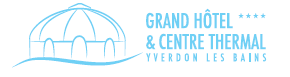 GRAND HÔTEL ****
& CENTRE THERMAL
YVERDON LES BAINS